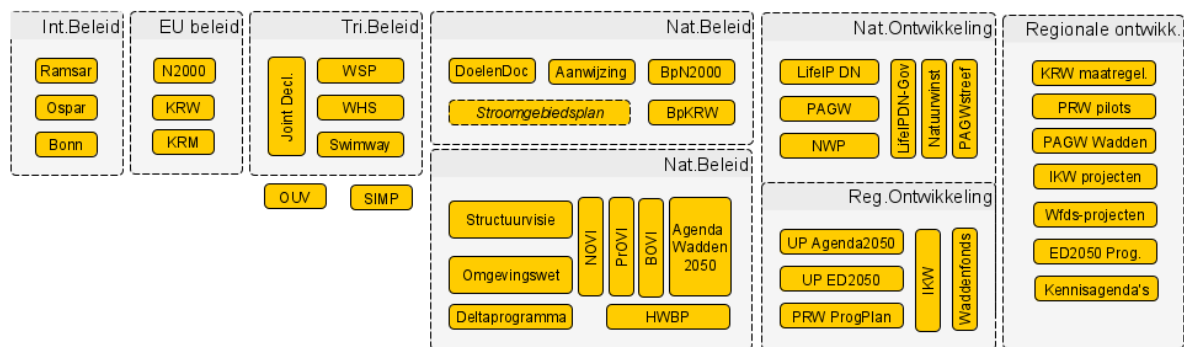 Int.Beleid
Ramsar
Ospar
Bonn
EU beleid
N2000
KRW
KRM
Tri.Beleid
Joint Decl.
WSP
WHS
Swimway
OUV
SIMP
Nat.Beleid
DoelenDoc
Aanwijzing
BpN2000
Stroomgebiedsplan
BpKRW
Nat.Beleid
Structuurvisie
Omgevingswet
Deltaprogramma
NOVI
PrOVI
BOVI
Agenda
Wadden
2050
HWBP
Nat.Ontwikkeling
LifeIP DN
PAGW
NWP
LifeIPDN-Gov
Natuurwinst
PAGWstreef
Reg.Ontwikkeling
UP Agenda2050
UP ED2050
PRW ProgPlan
IKW
Waddenfonds
Regionale ontwikk.
KRW maatregel.
PRW pilots
PAGW Wadden
IKW projecten
Wfds-projecten
ED2050 Prog.
Kennisagenda's